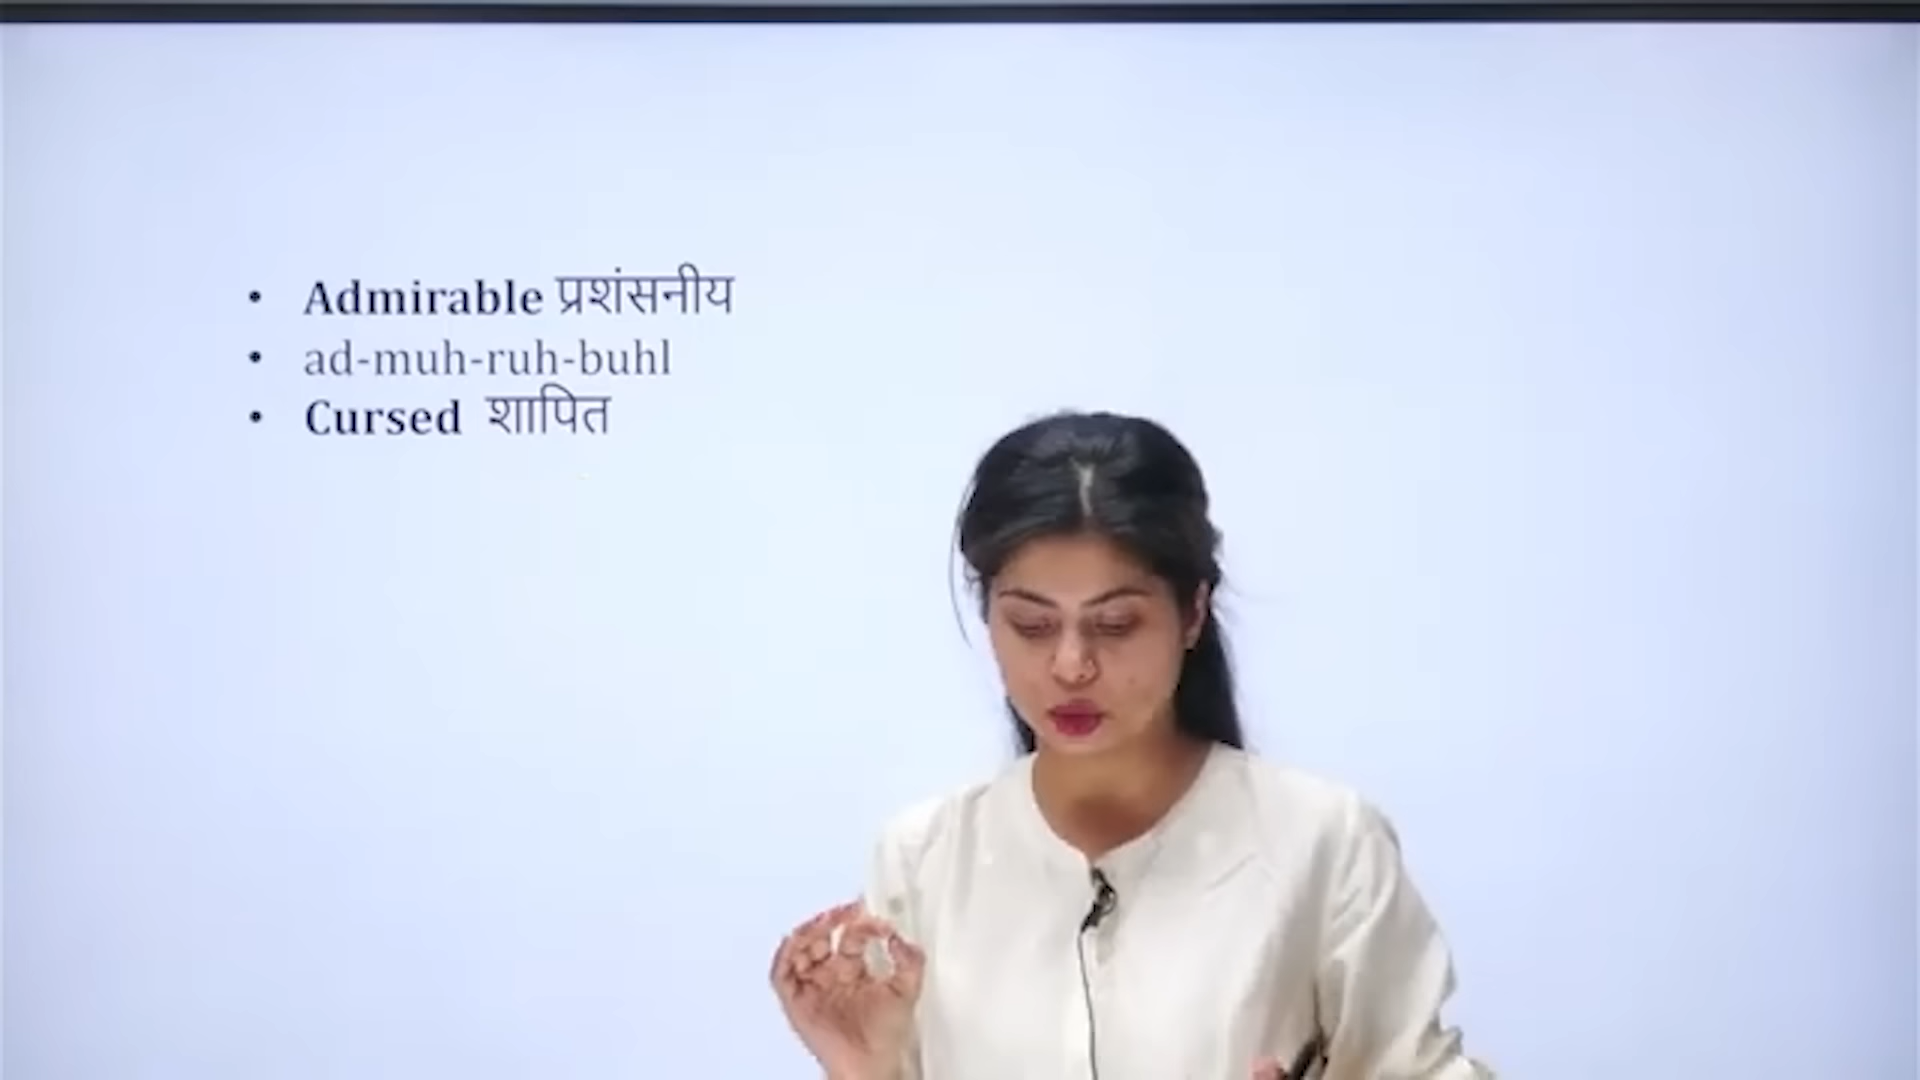 • Admirable प्रशंसनीय
• ad-muh-ruh-buhl
• Cursed शापित